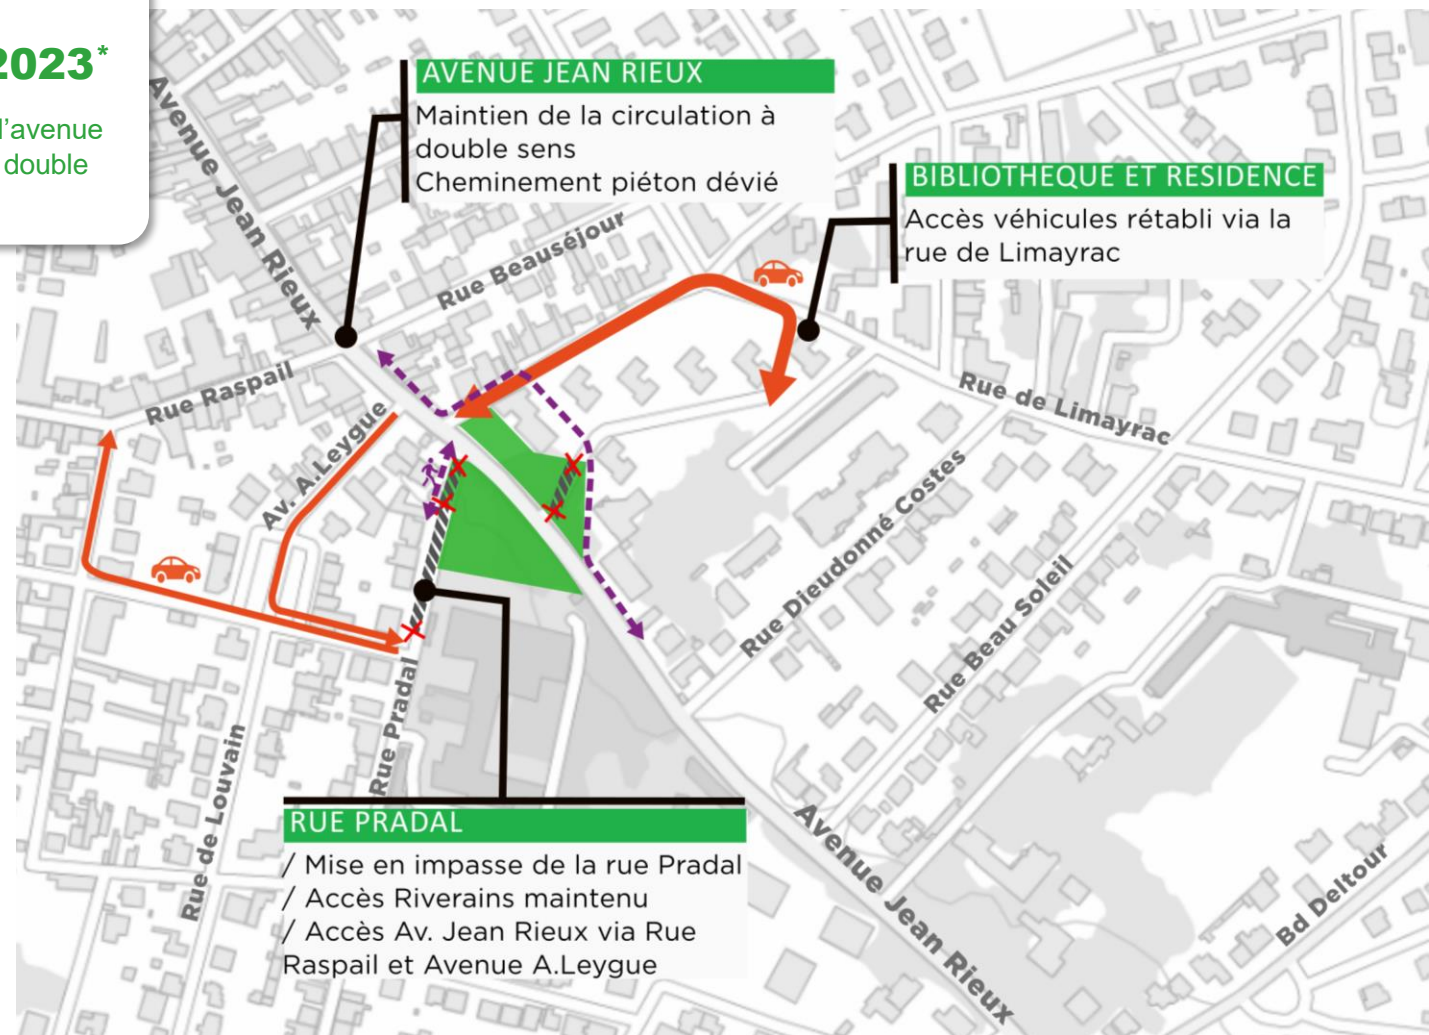 2023*
l’avenue
double
AVENUE JEAN RIEUX
Maintien de la circulation à
double sens
Cheminement piéton dévié
BIBLIOTHEQUE ET RESIDENCE
Accès véhicules rétabli via la
rue de Limayrac
Avenue Jean Rieux
Rue Beauséjour
Rue Raspail
Av. A.Leygue
Rue de Limayrac
Rue Dieudonné Costes
Rue Beau Soleil
Rue Pradal
Rue de Louvain
Avenue Jean Rieux
Bd Deltour
RUE PRADAL
/ Mise en impasse de la rue Pradal
/ Accès Riverains maintenu
/ Accès Av. Jean Rieux via Rue
Raspail et Avenue A.Leygue